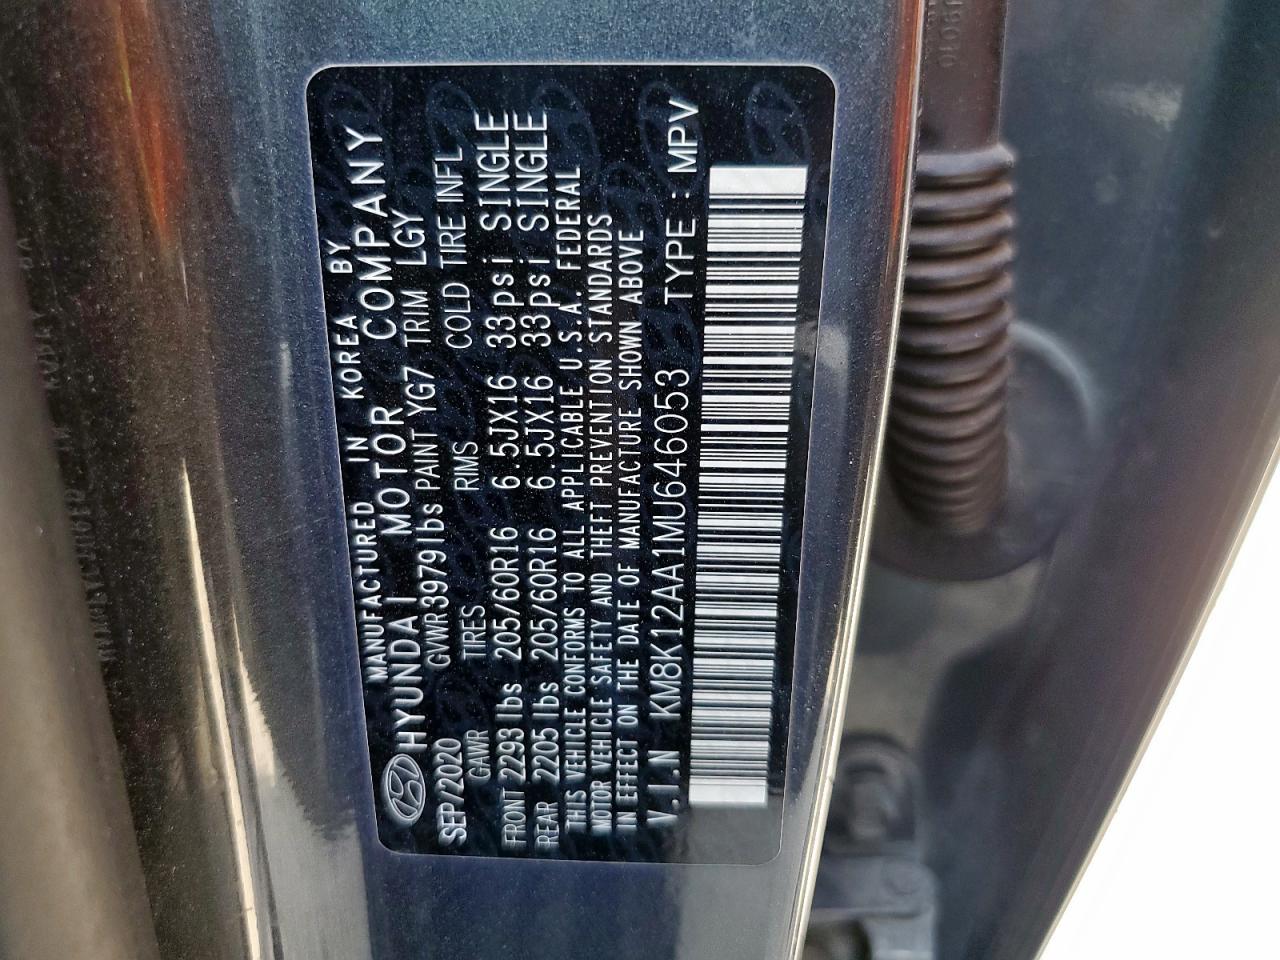 MANUFACTURED IN KOREA BY
HYUNDAI MOTOR COMPANY
GVWR 3979 lbs PAINT YG7 TRIM LGY
SEP/2020
GAWR TIRES RIMS COLD TIRE INFL
FRONT 2293 lbs 205/60R16 6.5JX16 33psi SINGLE
REAR 2205 lbs 205/60R16 6.5JX16 33psi SINGLE
THIS VEHICLE CONFORMS TO ALL APPLICABLE U.S.A. FEDERAL
MOTOR VEHICLE SAFETY AND THEFT PREVENTION STANDARDS
IN EFFECT ON THE DATE OF MANUFACTURE SHOWN ABOVE
V.I.N KM8K12AA1MU646053 TYPE : MPV